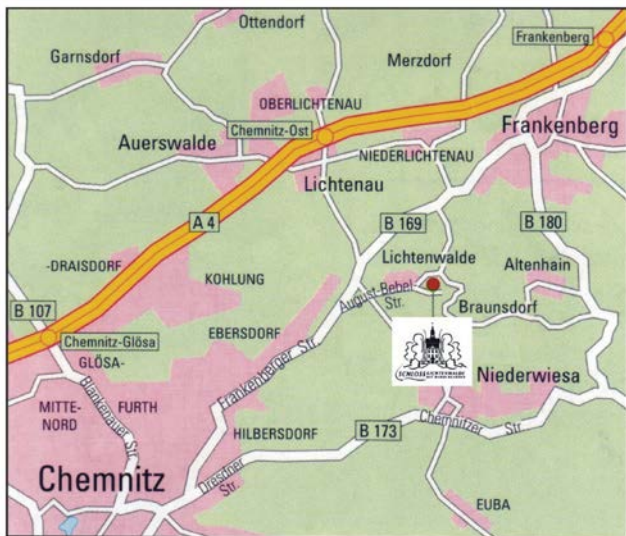 Ottendorf
Frankenberg
Garnsdorf
Merzdorf
OBERLICHTENAU
Chemnitz-Ost
Frankenberg
Auerswalde
NIEDERLICHTENAU
Lichtenau
A 4
B 169
B 180
Lichtenwalde
-DRAISDORF
KOHLUNG
Altenhain
August-Bebel-
Str.
B 107
Braunsdorf
EBERSDORF
Chemnitz-Glösa
GLÖSA-
Frankenberger Str.
SCHLOSS LICHTENWALDE
Niederwiesa
MITTE-
NORD
FURTH
Blankenauer Str.
Chemnitzer Str.
HILBERSDORF
B 173
Dresdner
Str.
Chemnitz
EUBA